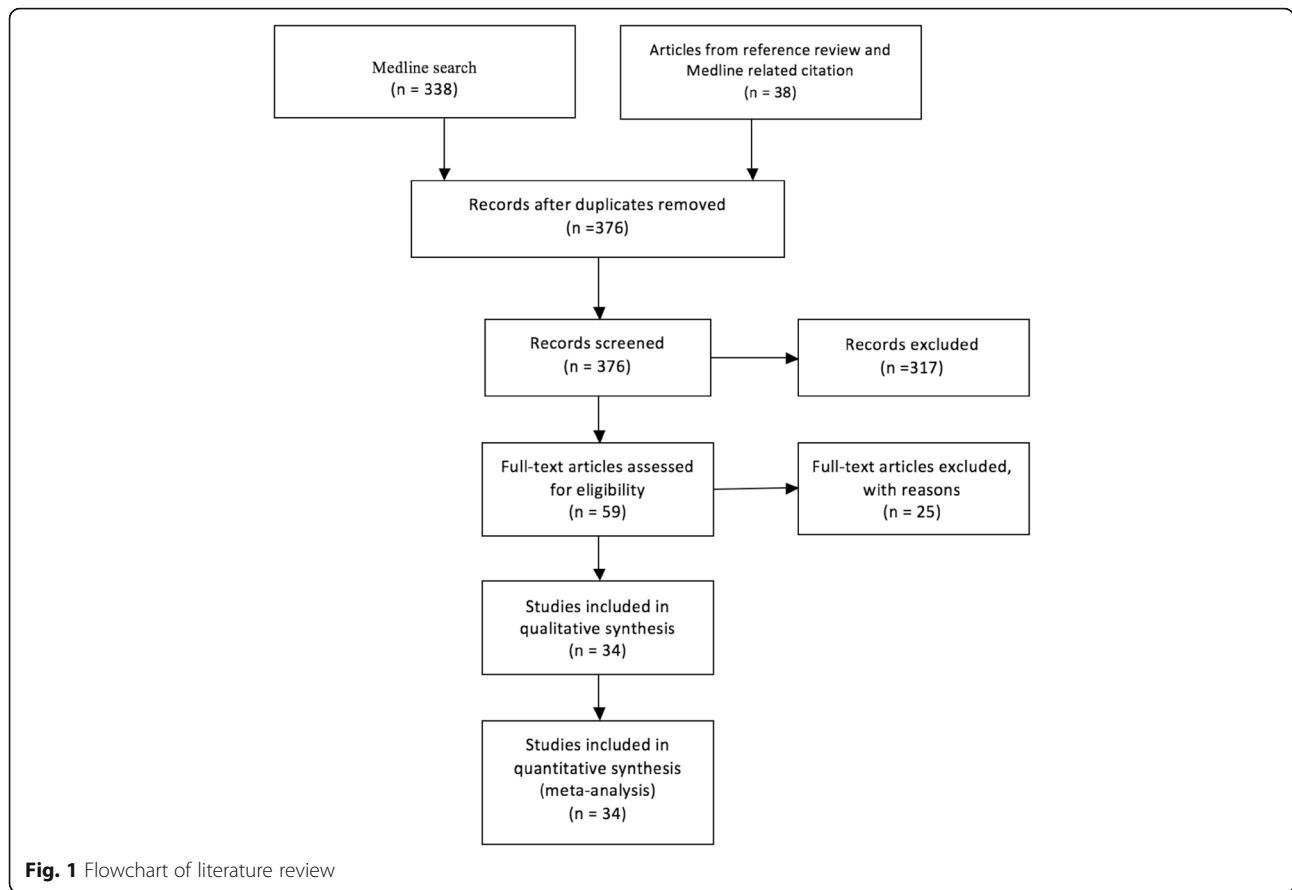 Medline search
(n = 338)
Articles from reference review and
Medline related citation
(n = 38)
Records after duplicates removed
(n =376)
Records screened
(n = 376)
Records excluded
(n =317)
Full-text articles assessed
for eligibility
(n = 59)
Full-text articles excluded,
with reasons
(n = 25)
Studies included in
qualitative synthesis
(n = 34)
Studies included in
quantitative synthesis
(meta-analysis)
(n = 34)
Fig. 1 Flowchart of literature review